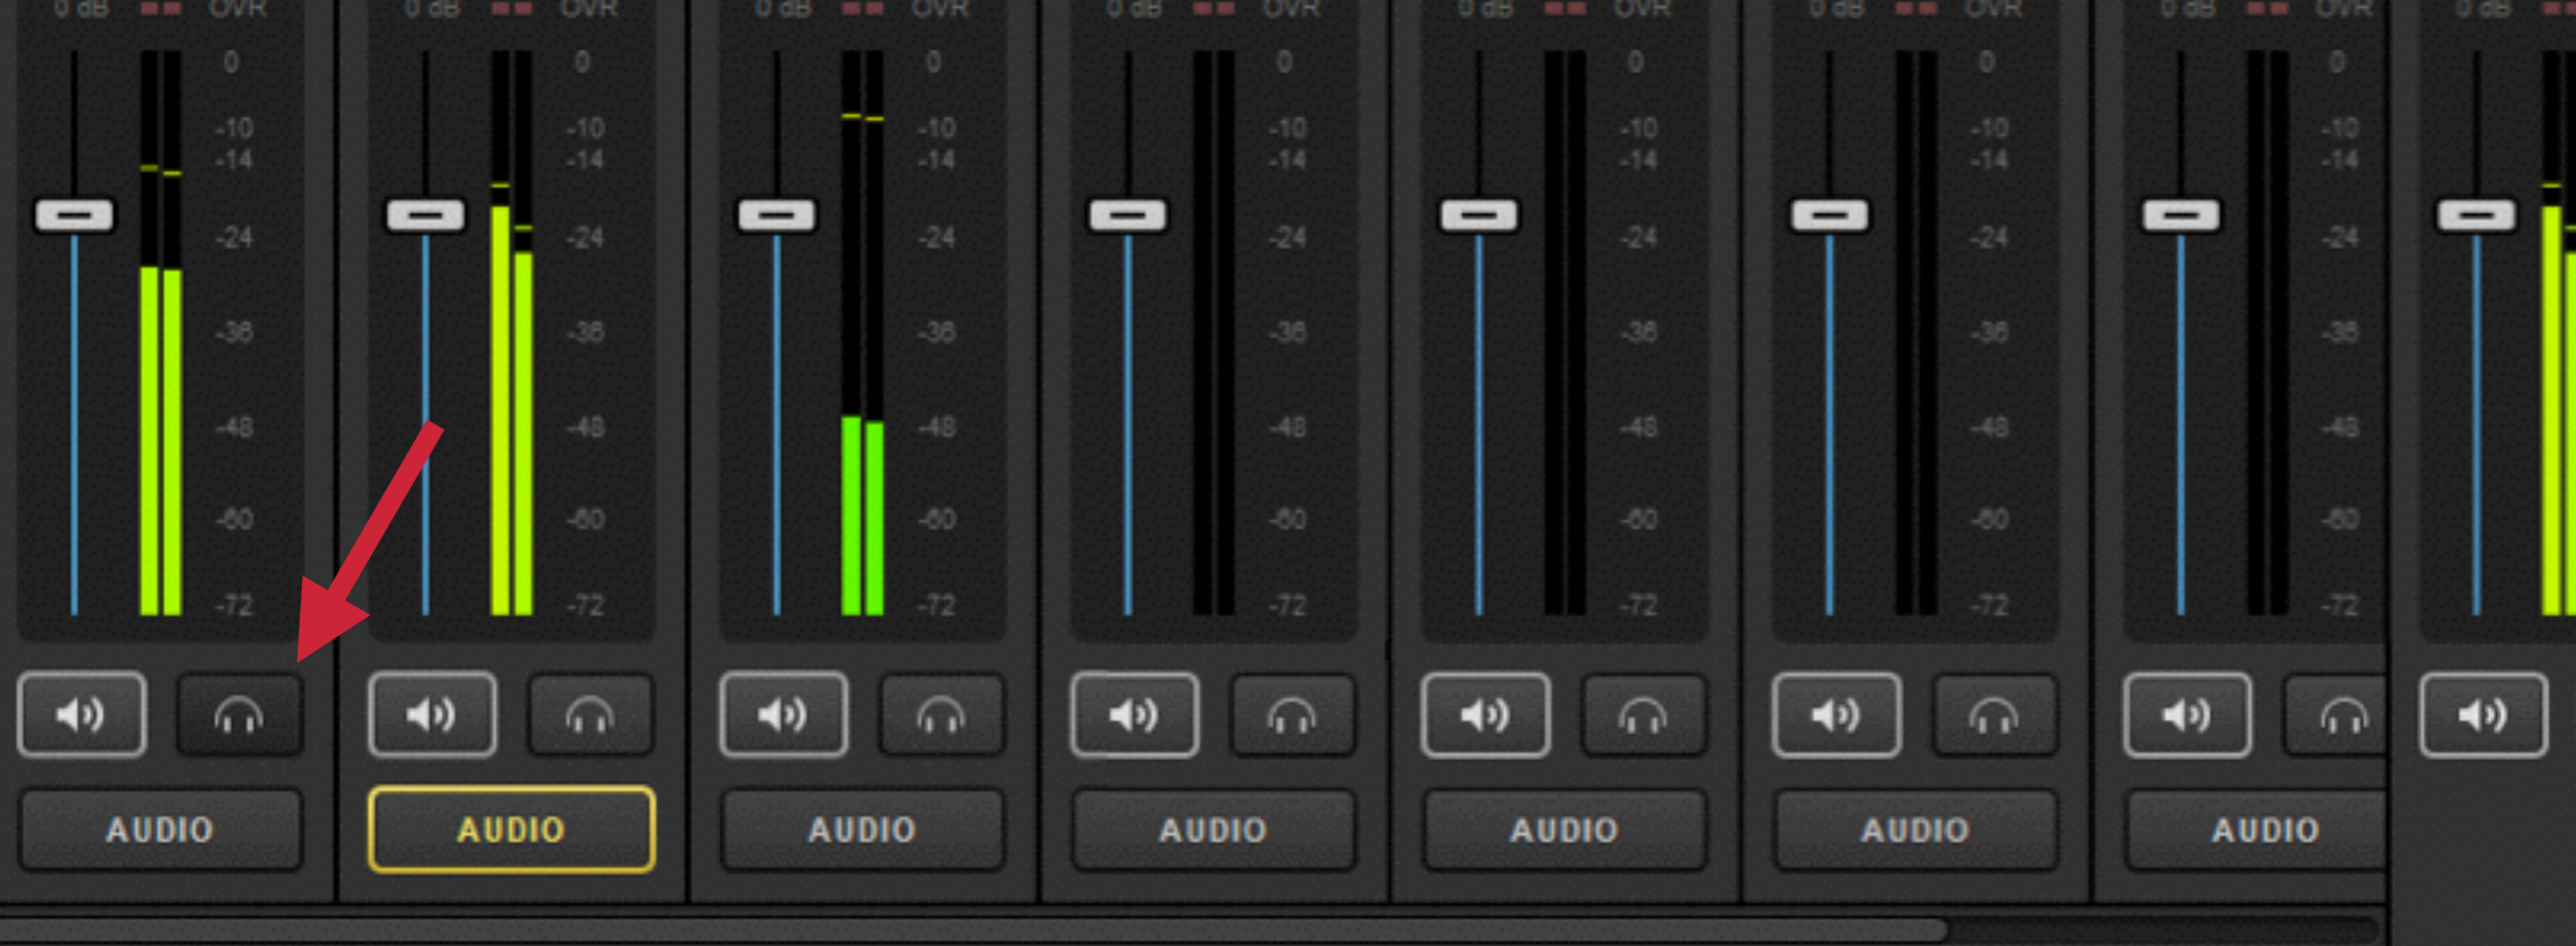 0 dB OVR 0 dB OVR 0 dB OVR 0 dB OVR 0 dB OVR 0 dB OVR 0 dB OVR 0 dB
0 0 0 0 0 0 0
-10 -10 -10 -10 -10 -10 -10
-14 -14 -14 -14 -14 -14 -14
-24 -24 -24 -24 -24 -24 -24
-36 -36 -36 -36 -36 -36 -36
-48 -48 -48 -48 -48 -48 -48
-60 -60 -60 -60 -60 -60 -60
-72 -72 -72 -72 -72 -72 -72
AUDIO AUDIO AUDIO AUDIO AUDIO AUDIO AUDIO